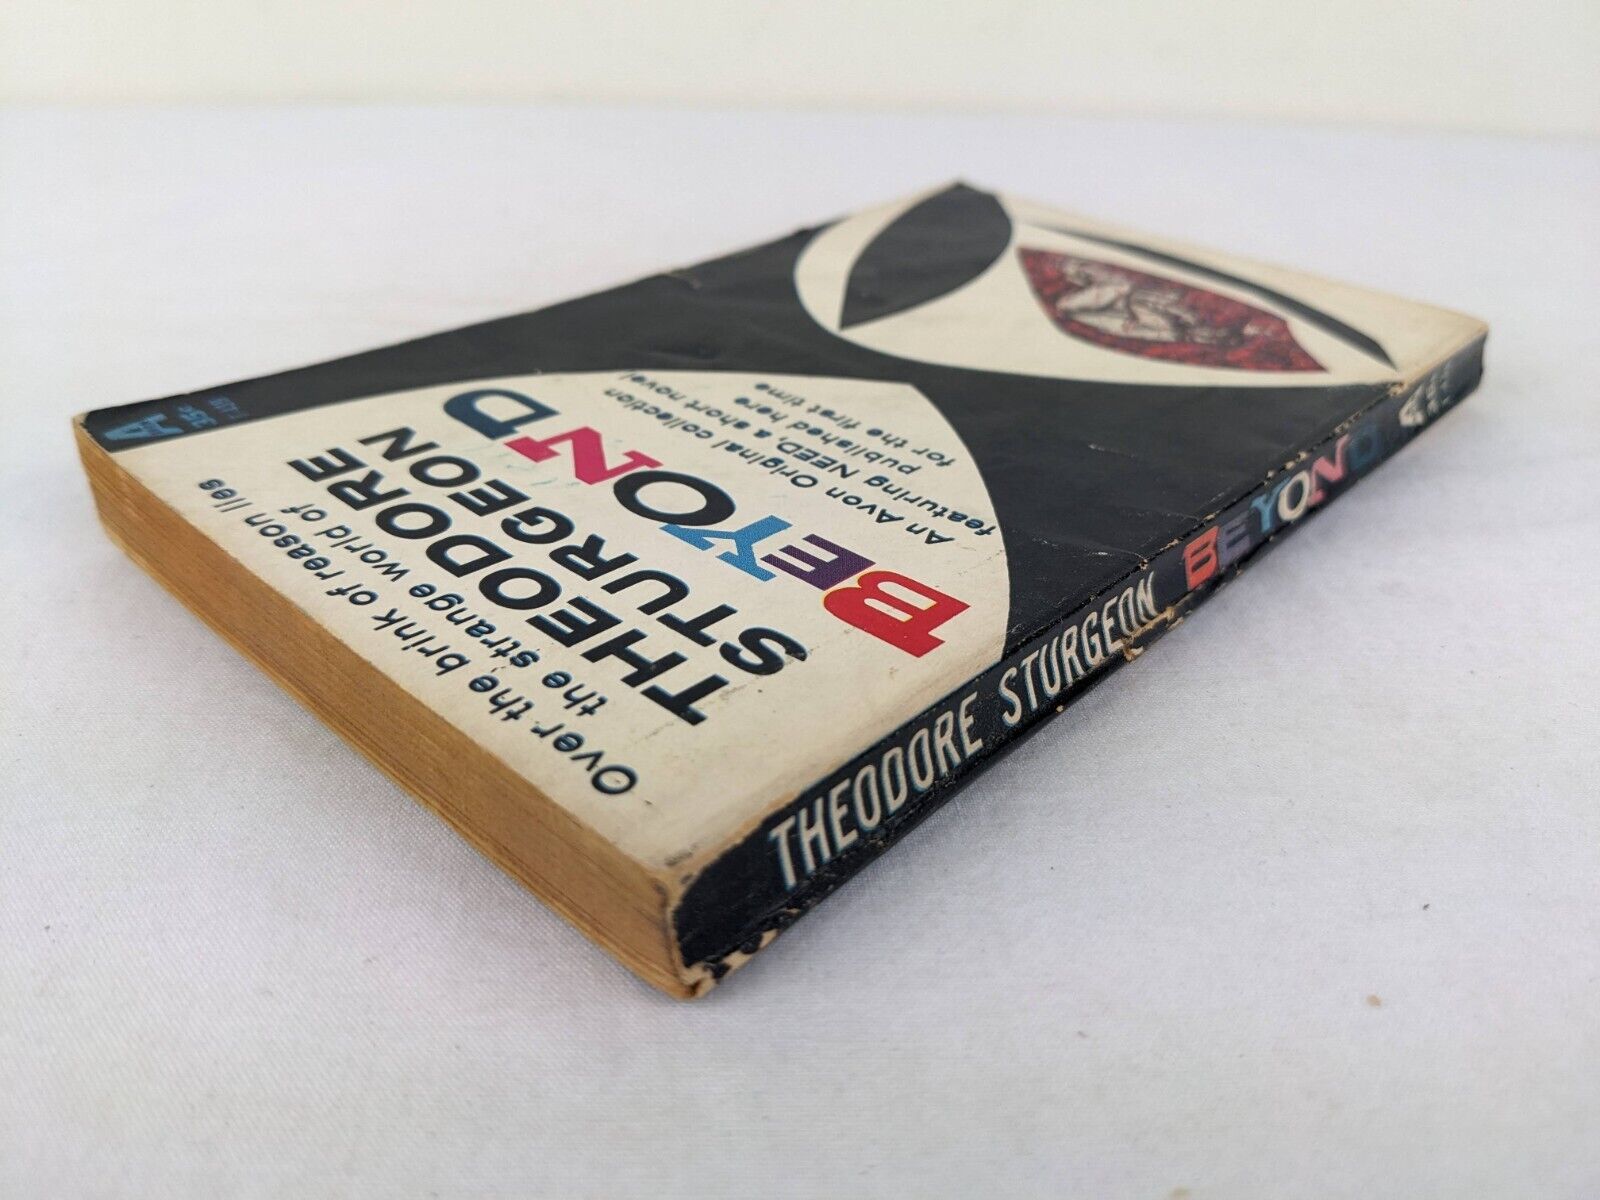 A
35¢
Over the brink of reason lies
the strange world of
THEODORE
STURGEON
BEYOND
An Avon Original collection
featuring NEED, a short novel
published here
for the first time
THEODORE STURGEON BEYOND